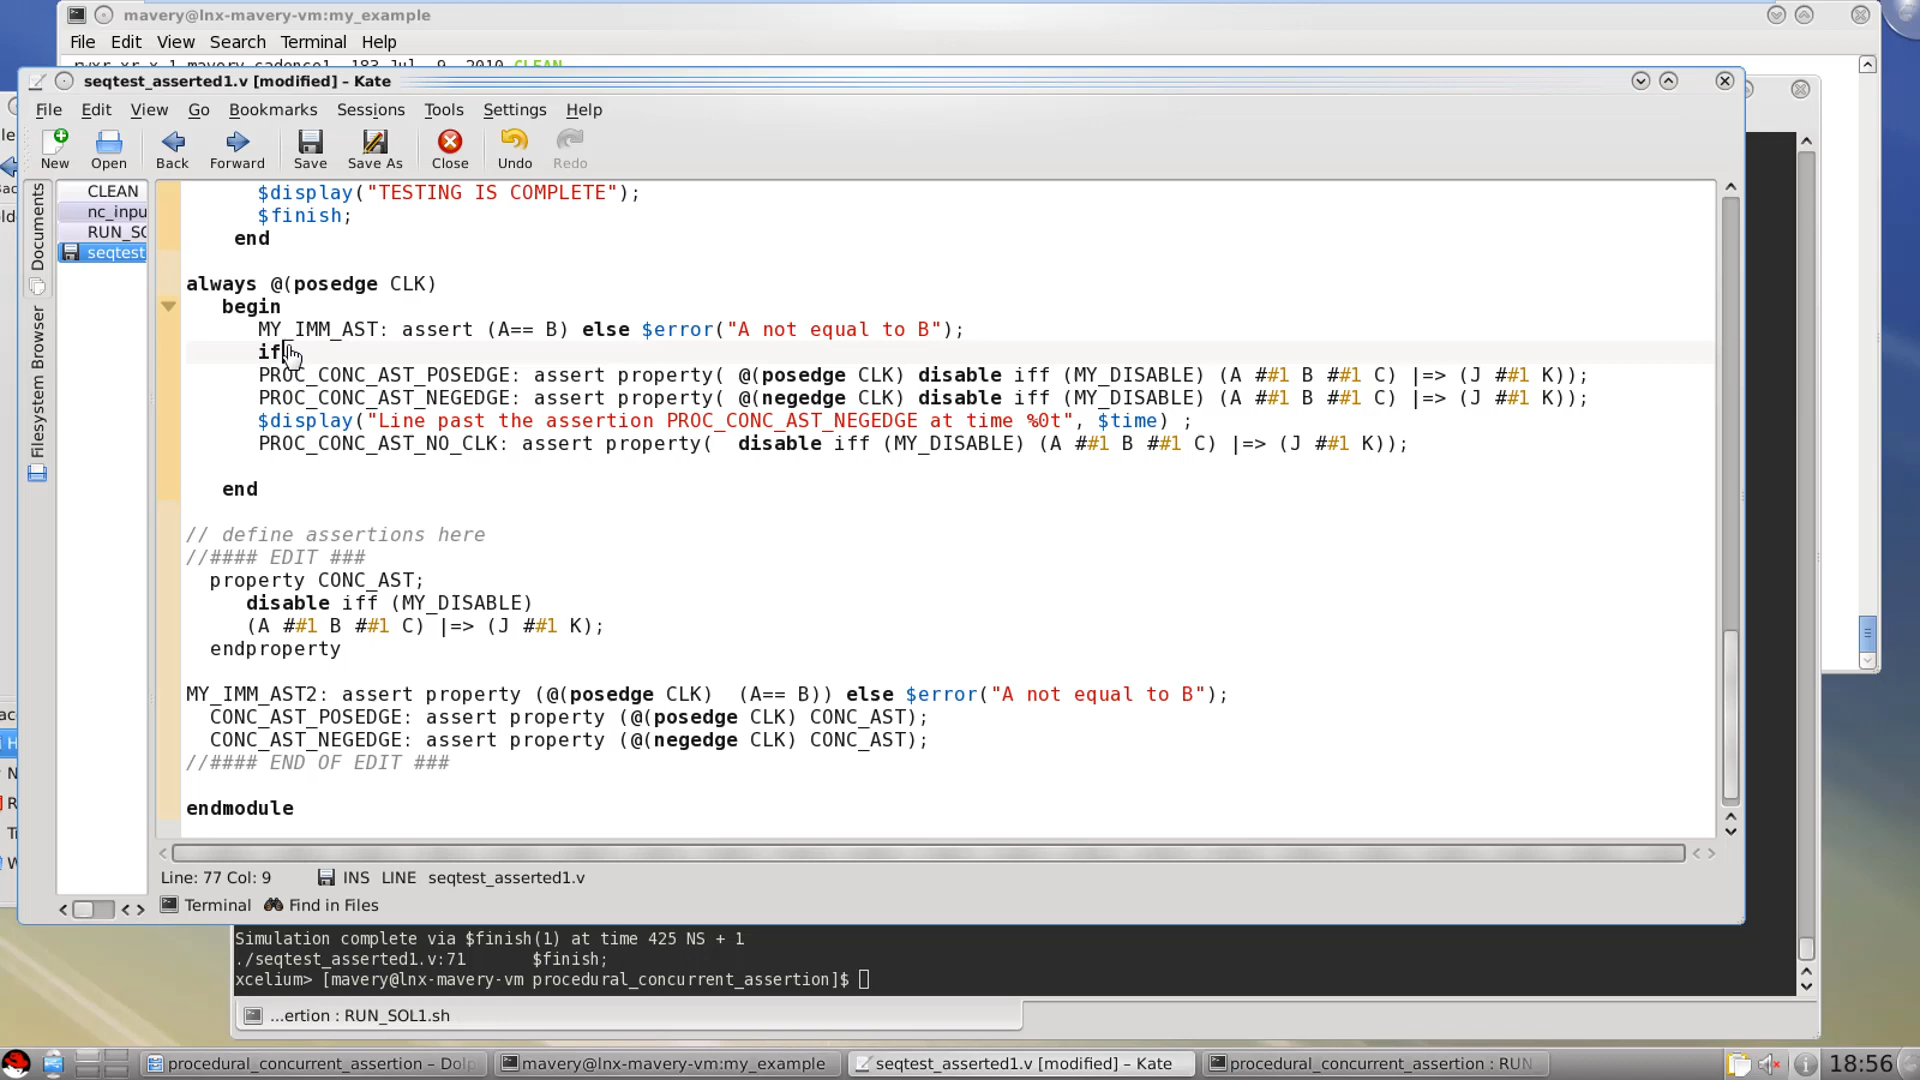 mavery@lnx-mavery-vm:my_example
File Edit View Search Terminal Help
seqtest_asserted1.v [modified] – Kate
File Edit View Go Bookmarks Sessions Tools Settings Help
New Open Back Forward Save Save As Close Undo Redo
Documents
Filesystem Browser
CLEAN
nc_inpu
RUN_SO
seqtest
$display("TESTING IS COMPLETE");
$finish;
end
always @(posedge CLK)
begin
MY_IMM_AST: assert (A== B) else $error("A not equal to B");
if
PROC_CONC_AST_POSEDGE: assert property( @(posedge CLK) disable iff (MY_DISABLE) (A ##1 B ##1 C) |=> (J ##1 K));
PROC_CONC_AST_NEGEDGE: assert property( @(negedge CLK) disable iff (MY_DISABLE) (A ##1 B ##1 C) |=> (J ##1 K));
$display("Line past the assertion PROC_CONC_AST_NEGEDGE at time %0t", $time) ;
PROC_CONC_AST_NO_CLK: assert property(  disable iff (MY_DISABLE) (A ##1 B ##1 C) |=> (J ##1 K));
end
// define assertions here
//#### EDIT ###
property CONC_AST;
disable iff (MY_DISABLE)
(A ##1 B ##1 C) |=> (J ##1 K);
endproperty
MY_IMM_AST2: assert property (@(posedge CLK)  (A== B)) else $error("A not equal to B");
CONC_AST_POSEDGE: assert property (@(posedge CLK) CONC_AST);
CONC_AST_NEGEDGE: assert property (@(negedge CLK) CONC_AST);
//#### END OF EDIT ###
endmodule
Line: 77 Col: 9 INS LINE seqtest_asserted1.v
Terminal Find in Files
Simulation complete via $finish(1) at time 425 NS + 1
./seqtest_asserted1.v:71 $finish;
xcelium> [mavery@lnx-mavery-vm procedural_concurrent_assertion]$
...ertion : RUN_SOL1.sh
procedural_concurrent_assertion – Dolp mavery@lnx-mavery-vm:my_example seqtest_asserted1.v [modified] – Kate procedural_concurrent_assertion : RUN 18:56